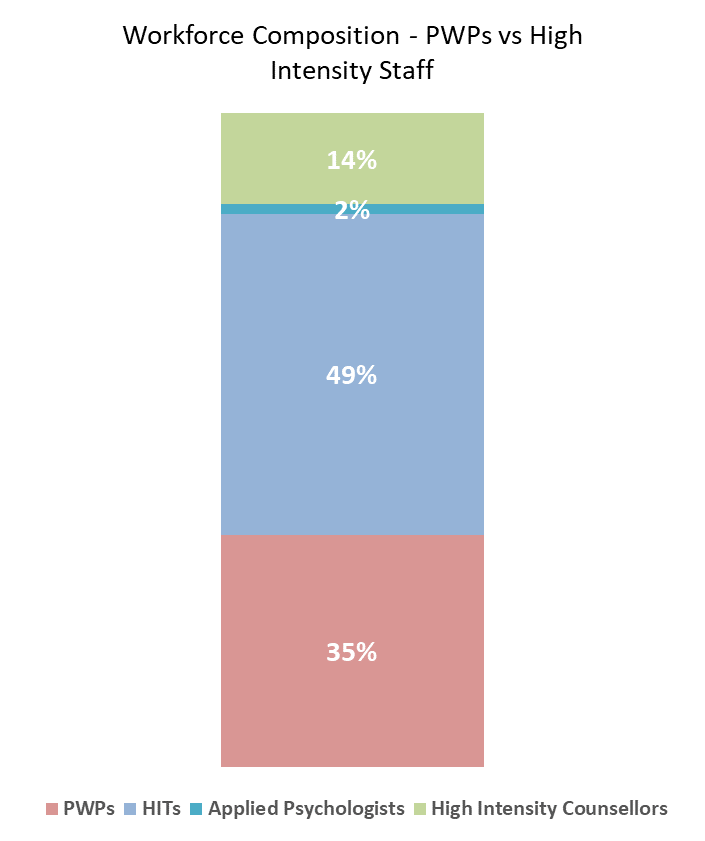 Workforce Composition - PWPs vs High
Intensity Staff
14%
2%
49%
35%
PWPs HITs Applied Psychologists High Intensity Counsellors